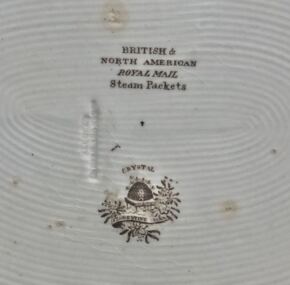 BRITISH &
NORTH AMERICAN
ROYAL MAIL
Steam Packets
CRYSTAL